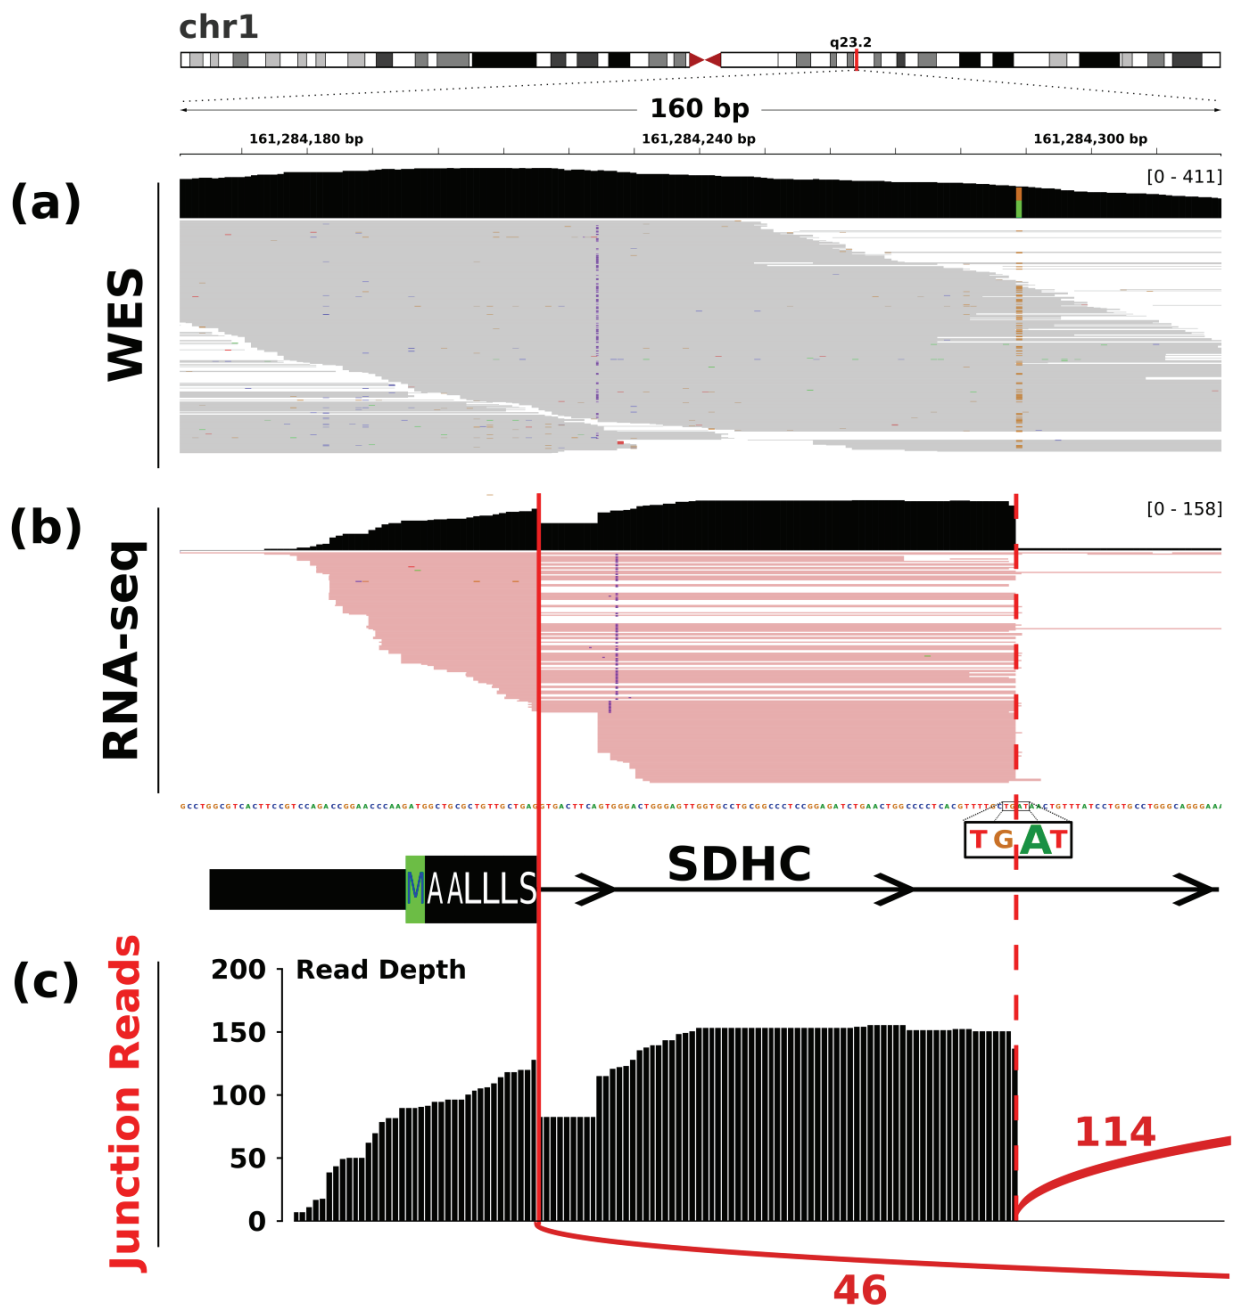 chr1
q23.2
160 bp
161,284,180 bp 161,284,240 bp 161,284,300 bp
(a)
WES
[0 - 411]
(b)
RNA-seq
[0 - 158]
GCCTGGCGTCACTTCCGTCCAGACCGGAACCCAAGATGGCTGCGCTGTTGCTGAGGTGACTTCAGTGGGACTGGGAGTTGGTGCCTGCGGCCCTCCGGAGATCTGAACTGGCCCCTCACGTTTTGCTGATAACTGTTTATCCTGTGCCTGGGCAGGGAAA
TGAT
SDHC
MAALLLS
(c)
Junction Reads
Read Depth
200
150
100
50
0
114
46